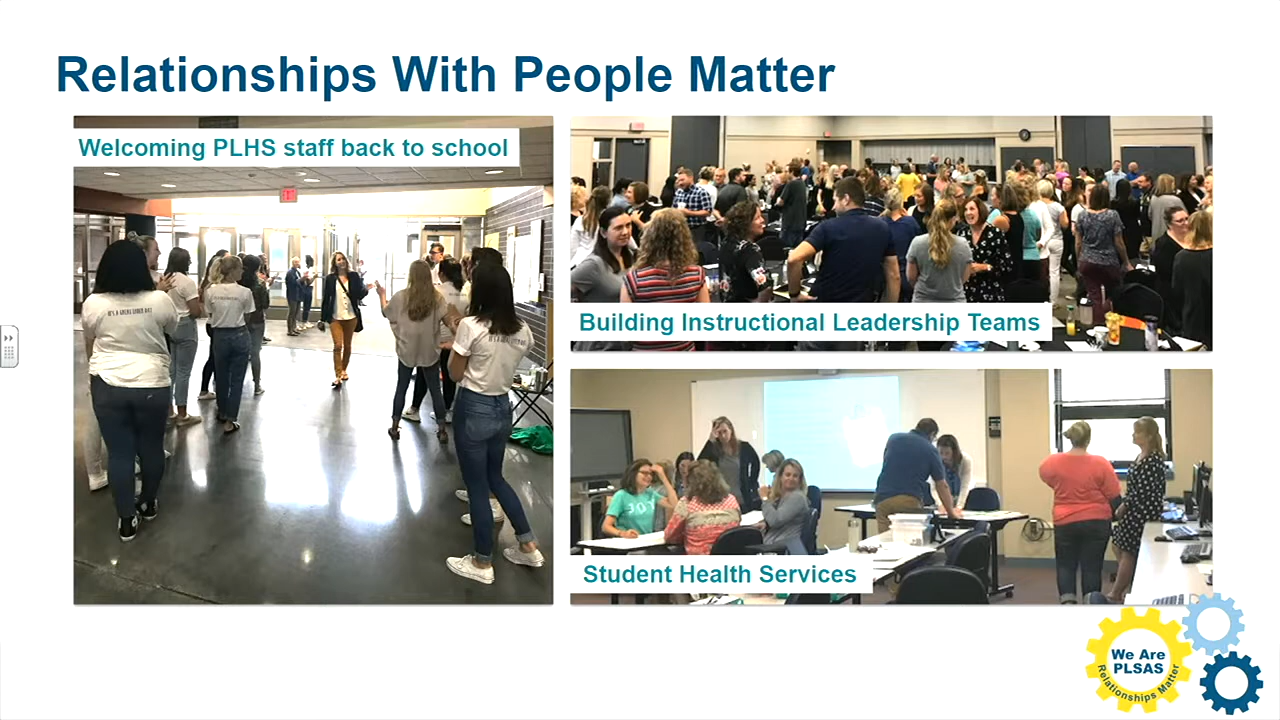 Relationships With People Matter
Welcoming PLHS staff back to school
Building Instructional Leadership Teams
Student Health Services
We Are
PLSAS
Relationships Matter